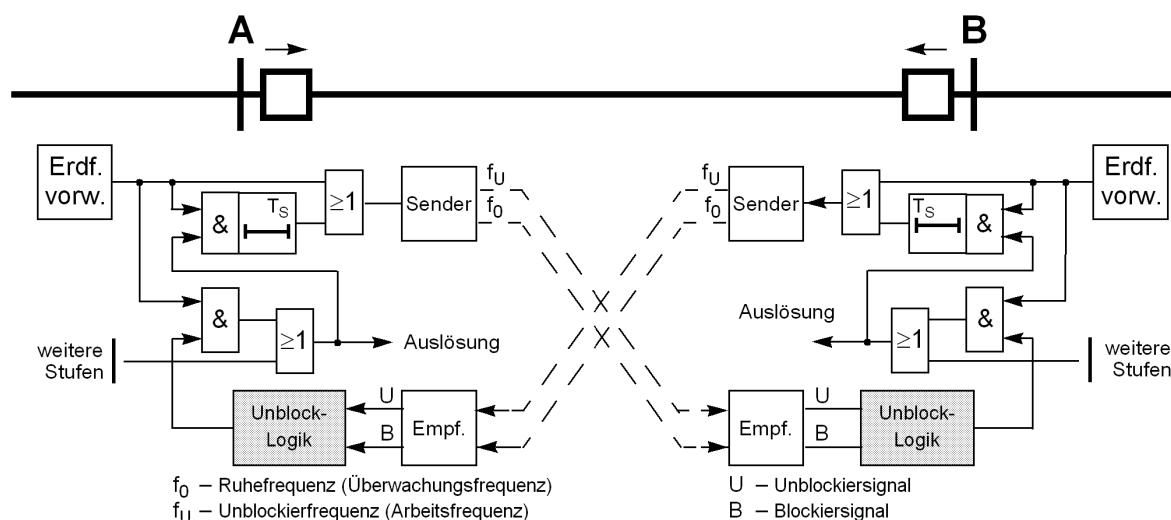 A
B
Erdf.
vorw.
&
T_S
≥1
Sender
f_U
f_0
f_U
f_0
Sender
≥1
T_S
&
Erdf.
vorw.
&
≥1
Auslösung
weitere
Stufen
Auslösung
≥1
&
weitere
Stufen
Unblock-
Logik
U
B
Empf.
Empf.
U
B
Unblock-
Logik
f_0 – Ruhefrequenz (Überwachungsfrequenz)
f_U – Unblockierfrequenz (Arbeitsfrequenz)
U – Unblockiersignal
B – Blockiersignal